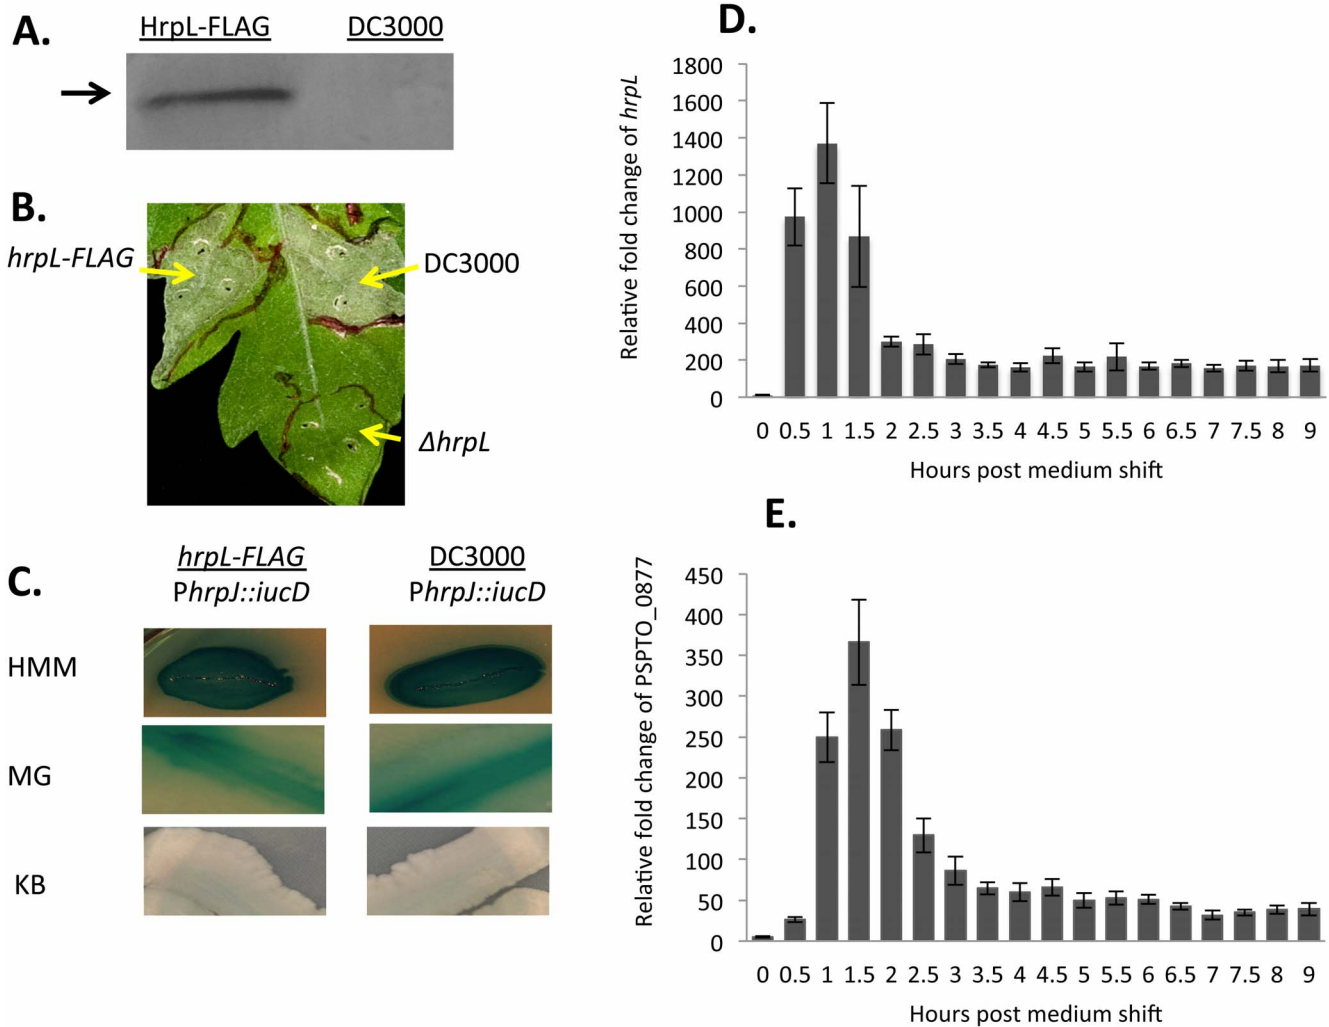 A.
HrpL-FLAG DC3000
B.
hrpL-FLAG
DC3000
ΔhrpL
C.
hrpL-FLAG DC3000
PhrpJ::iucD PhrpJ::iucD
HMM
MG
KB
D.
Relative fold change of hrpL
1800
1600
1400
1200
1000
800
600
400
200
0
0 0.5 1 1.5 2 2.5 3 3.5 4 4.5 5 5.5 6 6.5 7 7.5 8 9
Hours post medium shift
E.
Relative fold change of PSPTO_0877
450
400
350
300
250
200
150
100
50
0
0 0.5 1 1.5 2 2.5 3 3.5 4 4.5 5 5.5 6 6.5 7 7.5 8 9
Hours post medium shift